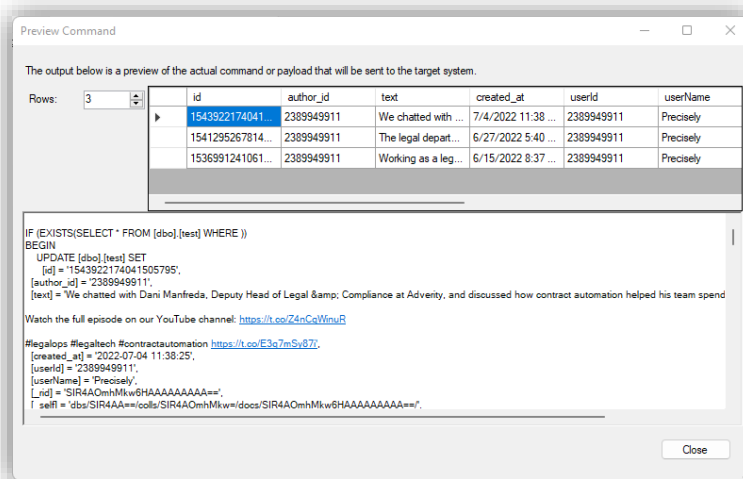 Preview Command
The output below is a preview of the actual command or payload that will be sent to the target system.
Rows: 3
id author_id text created_at userId userName
1543922174041... 2389949911 We chatted with ... 7/4/2022 11:38 ... 2389949911 Precisely
1541295267814... 2389949911 The legal depart... 6/27/2022 5:40 ... 2389949911 Precisely
1536991241061... 2389949911 Working as a leg... 6/15/2022 8:37 ... 2389949911 Precisely
IF (EXISTS(SELECT * FROM [dbo].[test] WHERE ))
BEGIN
UPDATE [dbo].[test] SET
[id] = '1543922174041505795',
[author_id] = '2389949911',
[text] = 'We chatted with Dani Manfreda, Deputy Head of Legal &amp; Compliance at Adverity, and discussed how contract automation helped his team spend
Watch the full episode on our YouTube channel: https://t.co/Z4nCqWinuR
#legalops #legaltech #contractautomation https://t.co/E3q7mSy87i',
[created_at] = '2022-07-04 11:38:25',
[userId] = '2389949911',
[userName] = 'Precisely',
[_rid] = 'SIR4AOmhMkw6HAAAAAAAAA==',
[_self] = 'dbs/SIR4AA==/colls/SIR4AOmhMkw=/docs/SIR4AOmhMkw6HAAAAAAAAA==/',
Close